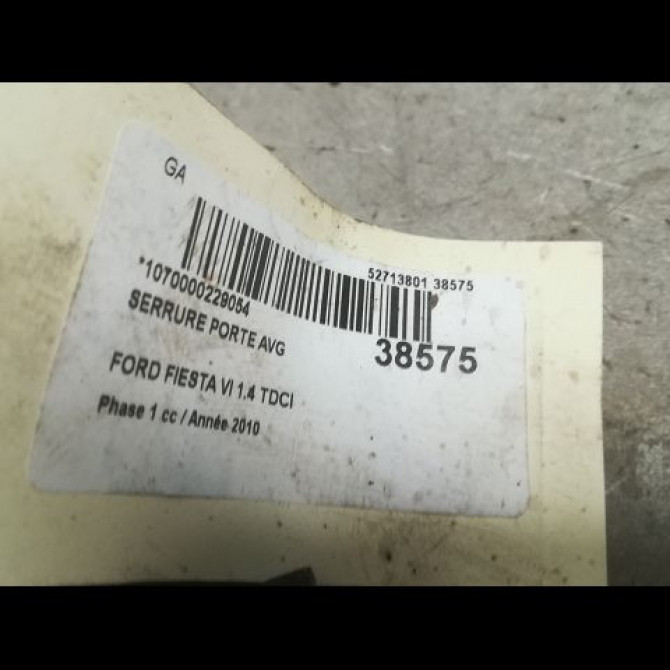 GA
52713801 38575
*1070000229054
SERRURE PORTE AVG
38575
FORD FIESTA VI 1.4 TDCI
Phase 1 cc / Année 2010